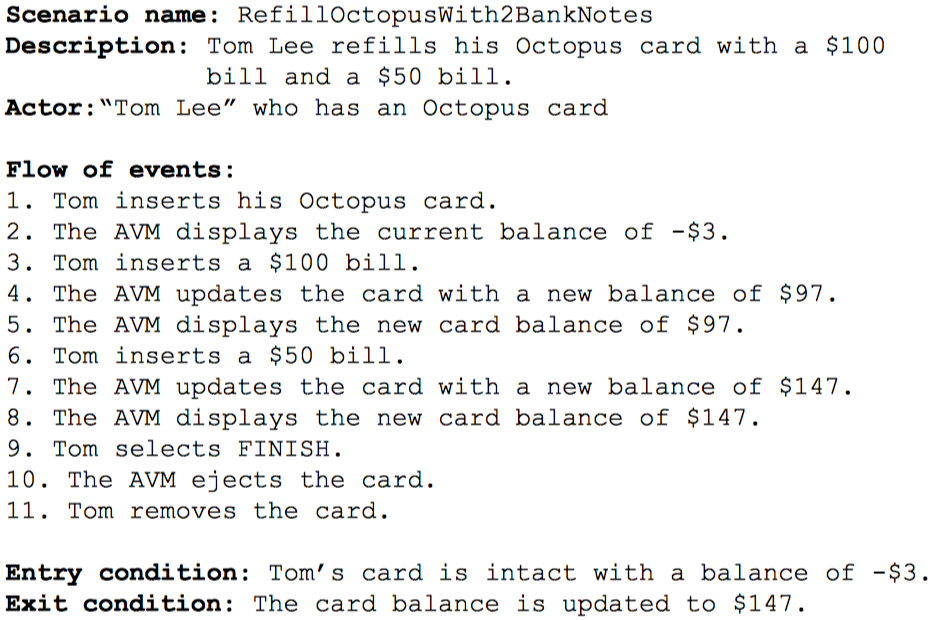 Scenario name: RefillOctopusWith2BankNotes
Description: Tom Lee refills his Octopus card with a $100
bill and a $50 bill.
Actor:“Tom Lee” who has an Octopus card
Flow of events:
1. Tom inserts his Octopus card.
2. The AVM displays the current balance of -$3.
3. Tom inserts a $100 bill.
4. The AVM updates the card with a new balance of $97.
5. The AVM displays the new card balance of $97.
6. Tom inserts a $50 bill.
7. The AVM updates the card with a new balance of $147.
8. The AVM displays the new card balance of $147.
9. Tom selects FINISH.
10. The AVM ejects the card.
11. Tom removes the card.
Entry condition: Tom’s card is intact with a balance of -$3.
Exit condition: The card balance is updated to $147.